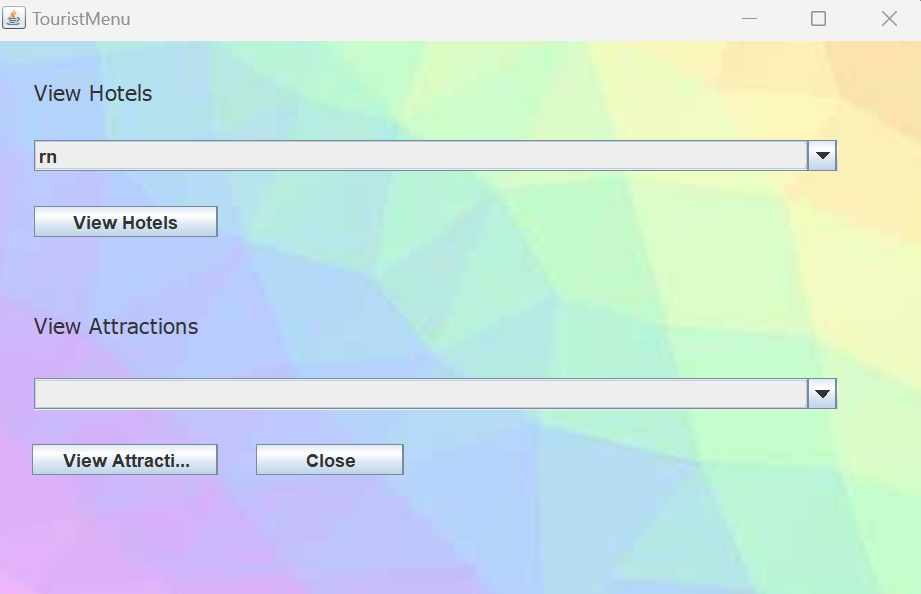 TouristMenu
View Hotels
rn
View Hotels
View Attractions
View Attracti...
Close